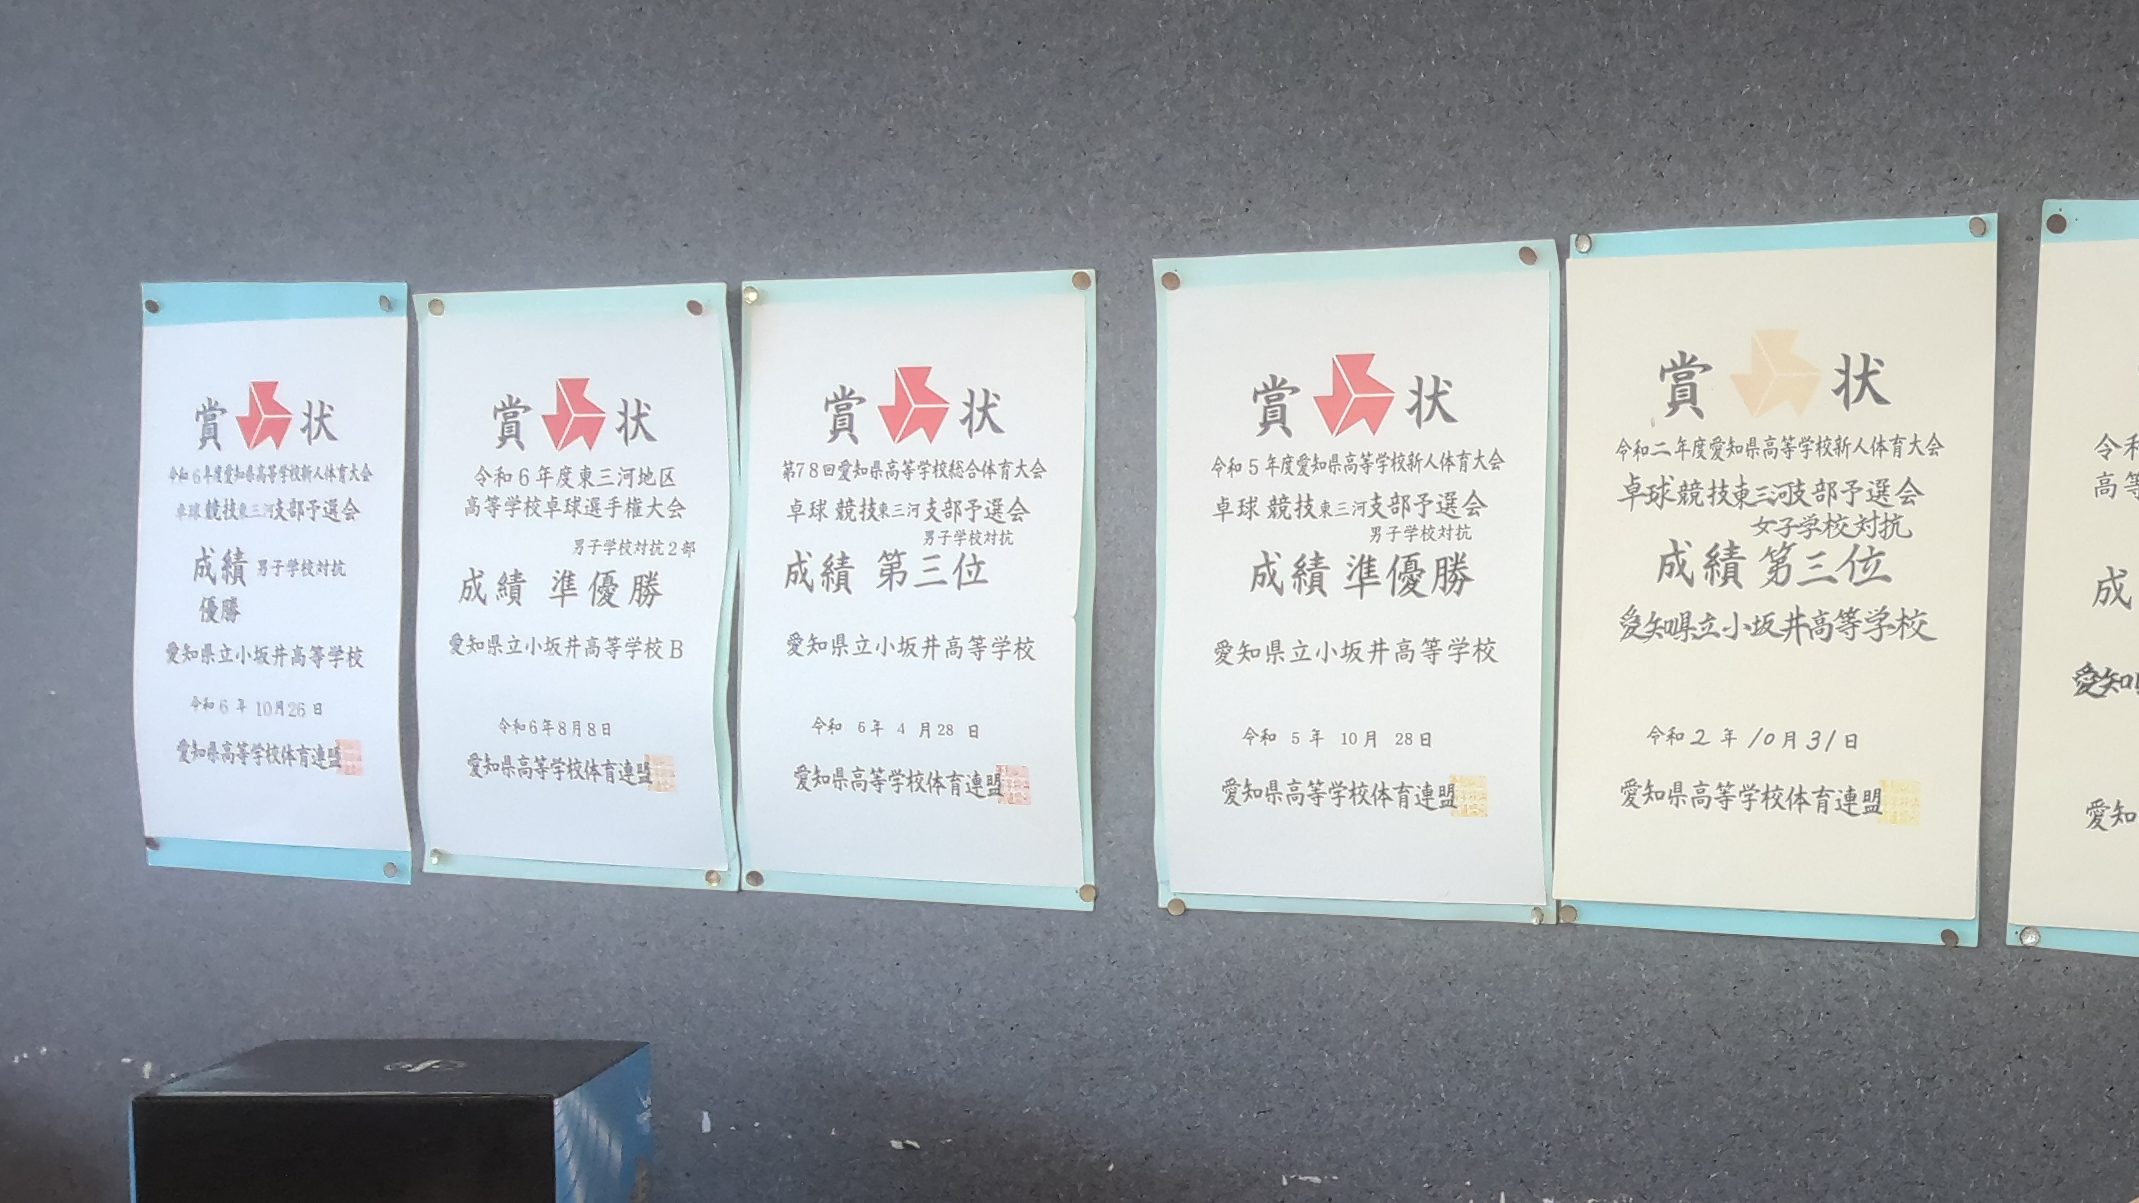 賞状
令和6年度愛知県高等学校新人体育大会
卓球競技東三河支部予選会
成績 男子学校対抗
優勝
愛知県立小坂井高等学校
令和6年10月26日
愛知県高等学校体育連盟
賞状
令和6年度東三河地区
高等学校卓球選手権大会
男子学校対抗2部
成績 準優勝
愛知県立小坂井高等学校B
令和6年8月8日
愛知県高等学校体育連盟
賞状
第78回愛知県高等学校総合体育大会
卓球競技東三河支部予選会
男子学校対抗
成績 第三位
愛知県立小坂井高等学校
令和 6年 4月28日
愛知県高等学校体育連盟
賞状
令和5年度愛知県高等学校新人体育大会
卓球競技東三河支部予選会
男子学校対抗
成績 準優勝
愛知県立小坂井高等学校
令和 5年 10月 28日
愛知県高等学校体育連盟
賞状
令和二年度愛知県高等学校新人体育大会
卓球競技東三河支部予選会
女子学校対抗
成績 第三位
愛知県立小坂井高等学校
令和2年10月31日
愛知県高等学校体育連盟
令和
高等
成
愛知
愛知